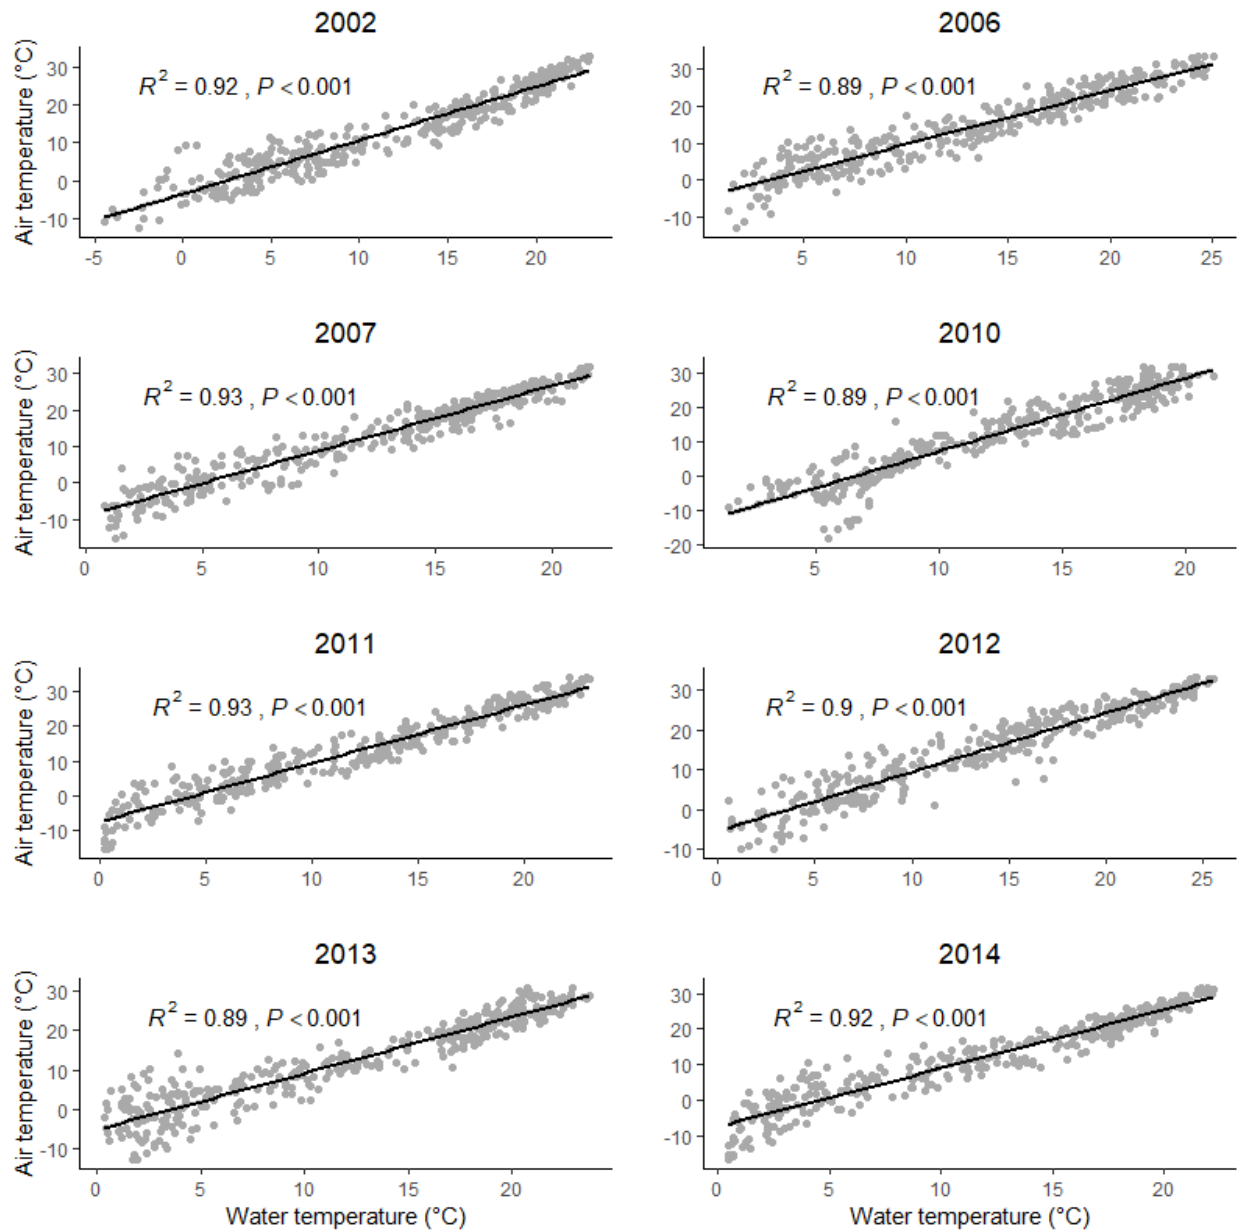 2002
Air temperature (°C)
30
20
10
0
-10
R² = 0.92 , P < 0.001
-5 0 5 10 15 20
2006
30
20
10
0
-10
R² = 0.89 , P < 0.001
5 10 15 20 25
2007
Air temperature (°C)
30
20
10
0
-10
R² = 0.93 , P < 0.001
0 5 10 15 20
2010
30
20
10
0
-10
-20
R² = 0.89 , P < 0.001
5 10 15 20
2011
Air temperature (°C)
30
20
10
0
-10
R² = 0.93 , P < 0.001
0 5 10 15 20
2012
30
20
10
0
-10
R² = 0.9 , P < 0.001
0 5 10 15 20 25
2013
Air temperature (°C)
30
20
10
0
-10
R² = 0.89 , P < 0.001
0 5 10 15 20
Water temperature (°C)
2014
30
20
10
0
-10
R² = 0.92 , P < 0.001
0 5 10 15 20
Water temperature (°C)